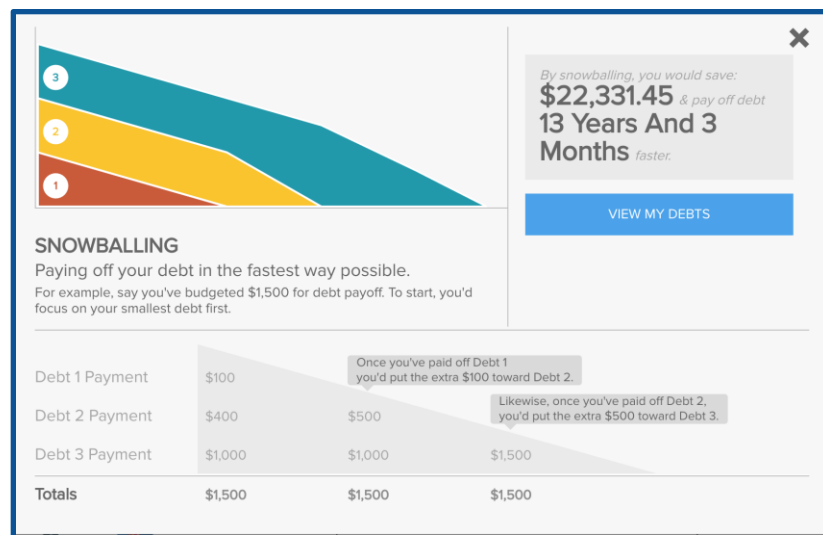 3
2
1
By snowballing, you would save:
$22,331.45 & pay off debt
13 Years And 3
Months faster.
VIEW MY DEBTS
SNOWBALLING
Paying off your debt in the fastest way possible.
For example, say you've budgeted $1,500 for debt payoff. To start, you'd
focus on your smallest debt first.
Once you've paid off Debt 1
you'd put the extra $100 toward Debt 2.
Debt 1 Payment $100
Likewise, once you've paid off Debt 2,
you'd put the extra $500 toward Debt 3.
Debt 2 Payment $400 $500
Debt 3 Payment $1,000 $1,000 $1,500
Totals $1,500 $1,500 $1,500